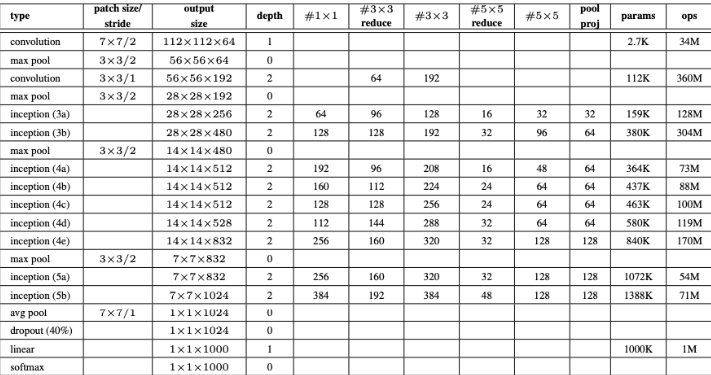 type patch size/ stride output size depth #1×1 #3×3 reduce #3×3 #5×5 reduce #5×5 pool proj params ops
convolution 7×7/2 112×112×64 1 2.7K 34M
max pool 3×3/2 56×56×64 0
convolution 3×3/1 56×56×192 2 64 192 112K 360M
max pool 3×3/2 28×28×192 0
inception (3a) 28×28×256 2 64 96 128 16 32 32 159K 128M
inception (3b) 28×28×480 2 128 128 192 32 96 64 380K 304M
max pool 3×3/2 14×14×480 0
inception (4a) 14×14×512 2 192 96 208 16 48 64 364K 73M
inception (4b) 14×14×512 2 160 112 224 24 64 64 437K 88M
inception (4c) 14×14×512 2 128 128 256 24 64 64 463K 100M
inception (4d) 14×14×528 2 112 144 288 32 64 64 580K 119M
inception (4e) 14×14×832 2 256 160 320 32 128 128 840K 170M
max pool 3×3/2 7×7×832 0
inception (5a) 7×7×832 2 256 160 320 32 128 128 1072K 54M
inception (5b) 7×7×1024 2 384 192 384 48 128 128 1388K 71M
avg pool 7×7/1 1×1×1024 0
dropout (40%) 1×1×1024 0
linear 1×1×1000 1 1000K 1M
softmax 1×1×1000 0